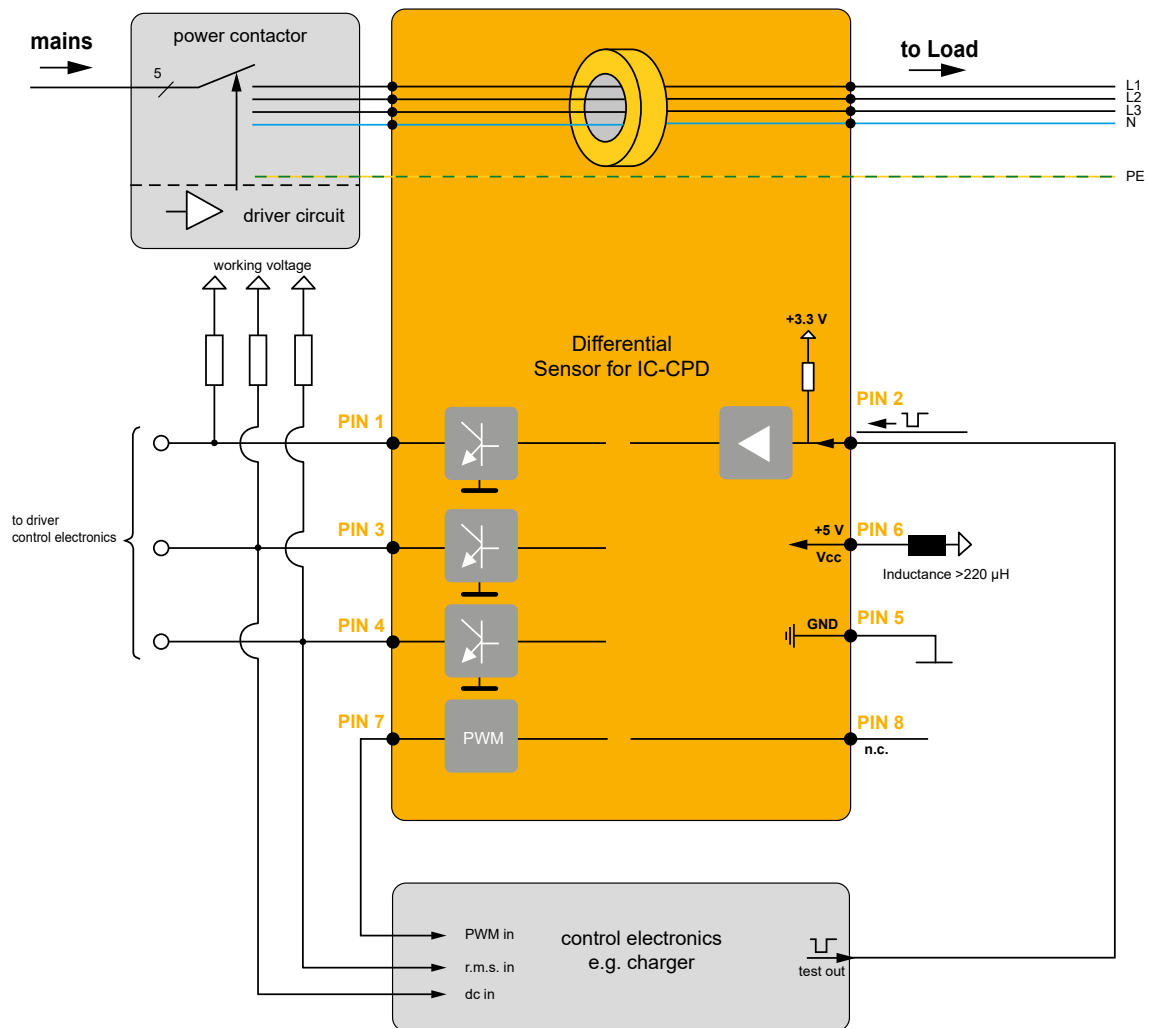 mains
power contactor
5
driver circuit
to Load
L1
L2
L3
N
PE
working voltage
+3.3 V
Differential
Sensor for IC-CPD
PIN 1
PIN 2
to driver
control electronics
PIN 3
+5 V
PIN 6
Vcc
Inductance >220 µH
PIN 4
GND
PIN 5
PIN 7
PWM
PIN 8
n.c.
PWM in
r.m.s. in
dc in
control electronics
e.g. charger
test out